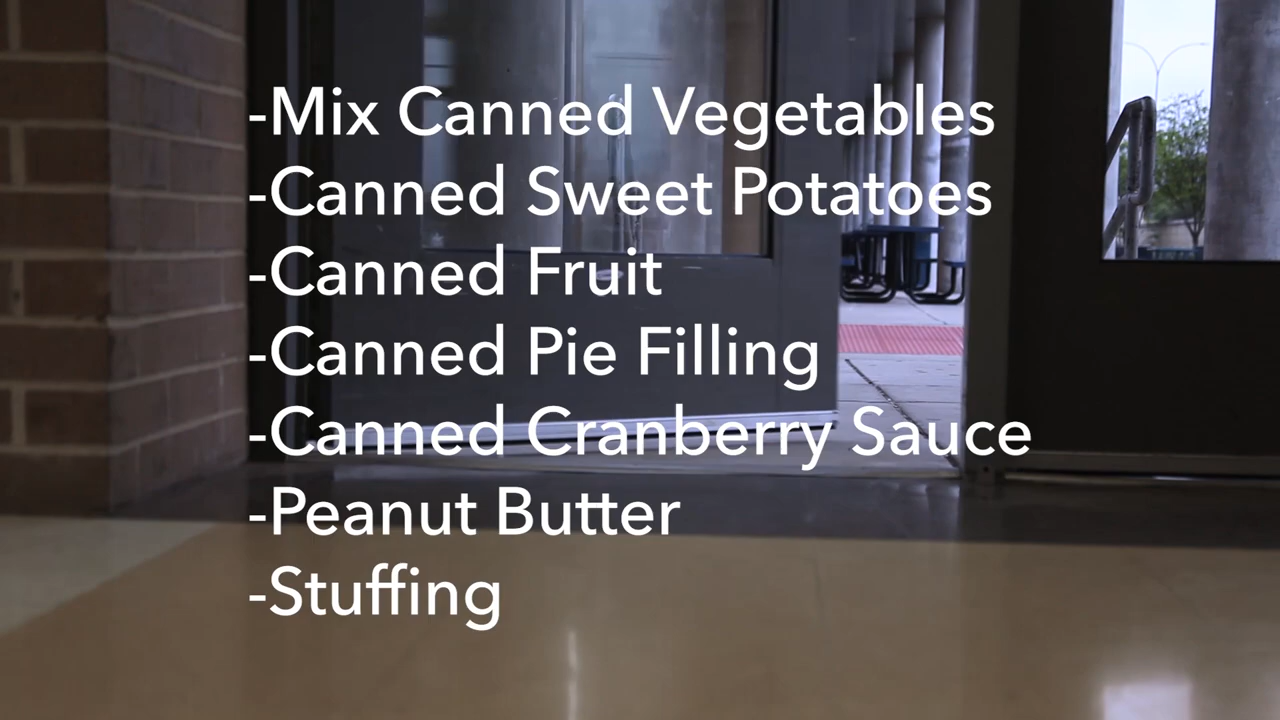 -Mix Canned Vegetables
-Canned Sweet Potatoes
-Canned Fruit
-Canned Pie Filling
-Canned Cranberry Sauce
-Peanut Butter
-Stuffing